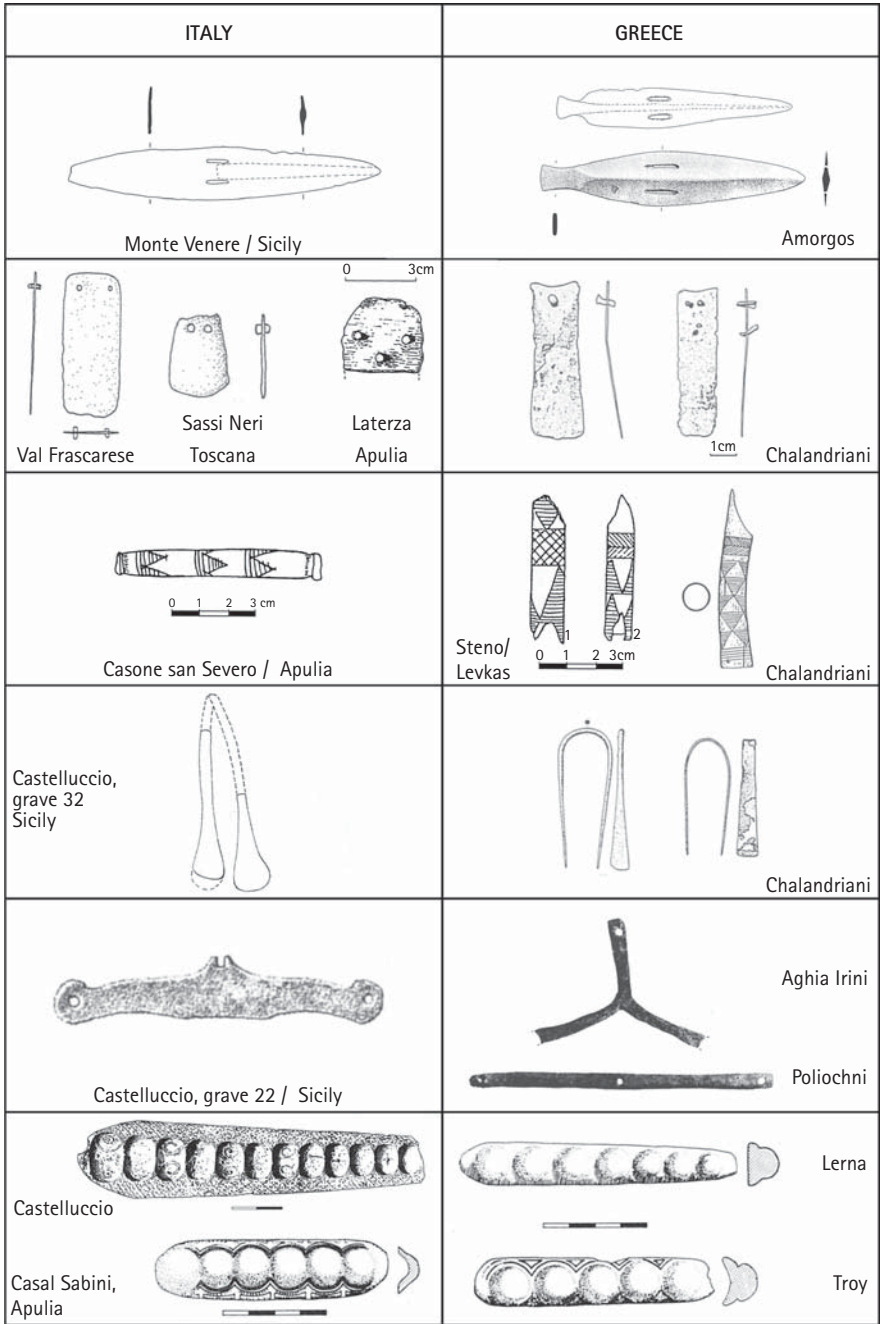 ITALY
GREECE
Monte Venere / Sicily
Amorgos
0 3cm
Val Frascarese
Sassi Neri
Toscana
Laterza
Apulia
1cm
Chalandriani
0 1 2 3 cm
Casone san Severo / Apulia
1
2
Steno/
Levkas
0 1 2 3cm
Chalandriani
Castelluccio,
grave 32
Sicily
Chalandriani
Castelluccio, grave 22 / Sicily
Aghia Irini
Poliochni
Castelluccio
Casal Sabini,
Apulia
Lerna
Troy